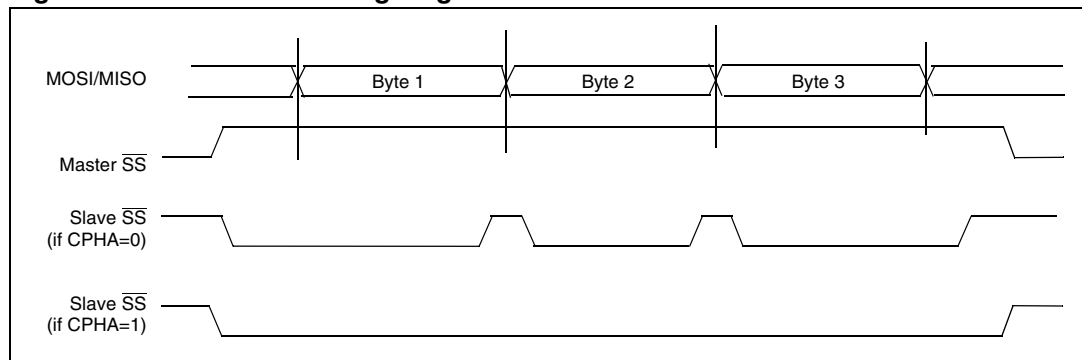 MOSI/MISO
Byte 1
Byte 2
Byte 3
Master SS
Slave SS
(if CPHA=0)
Slave SS
(if CPHA=1)